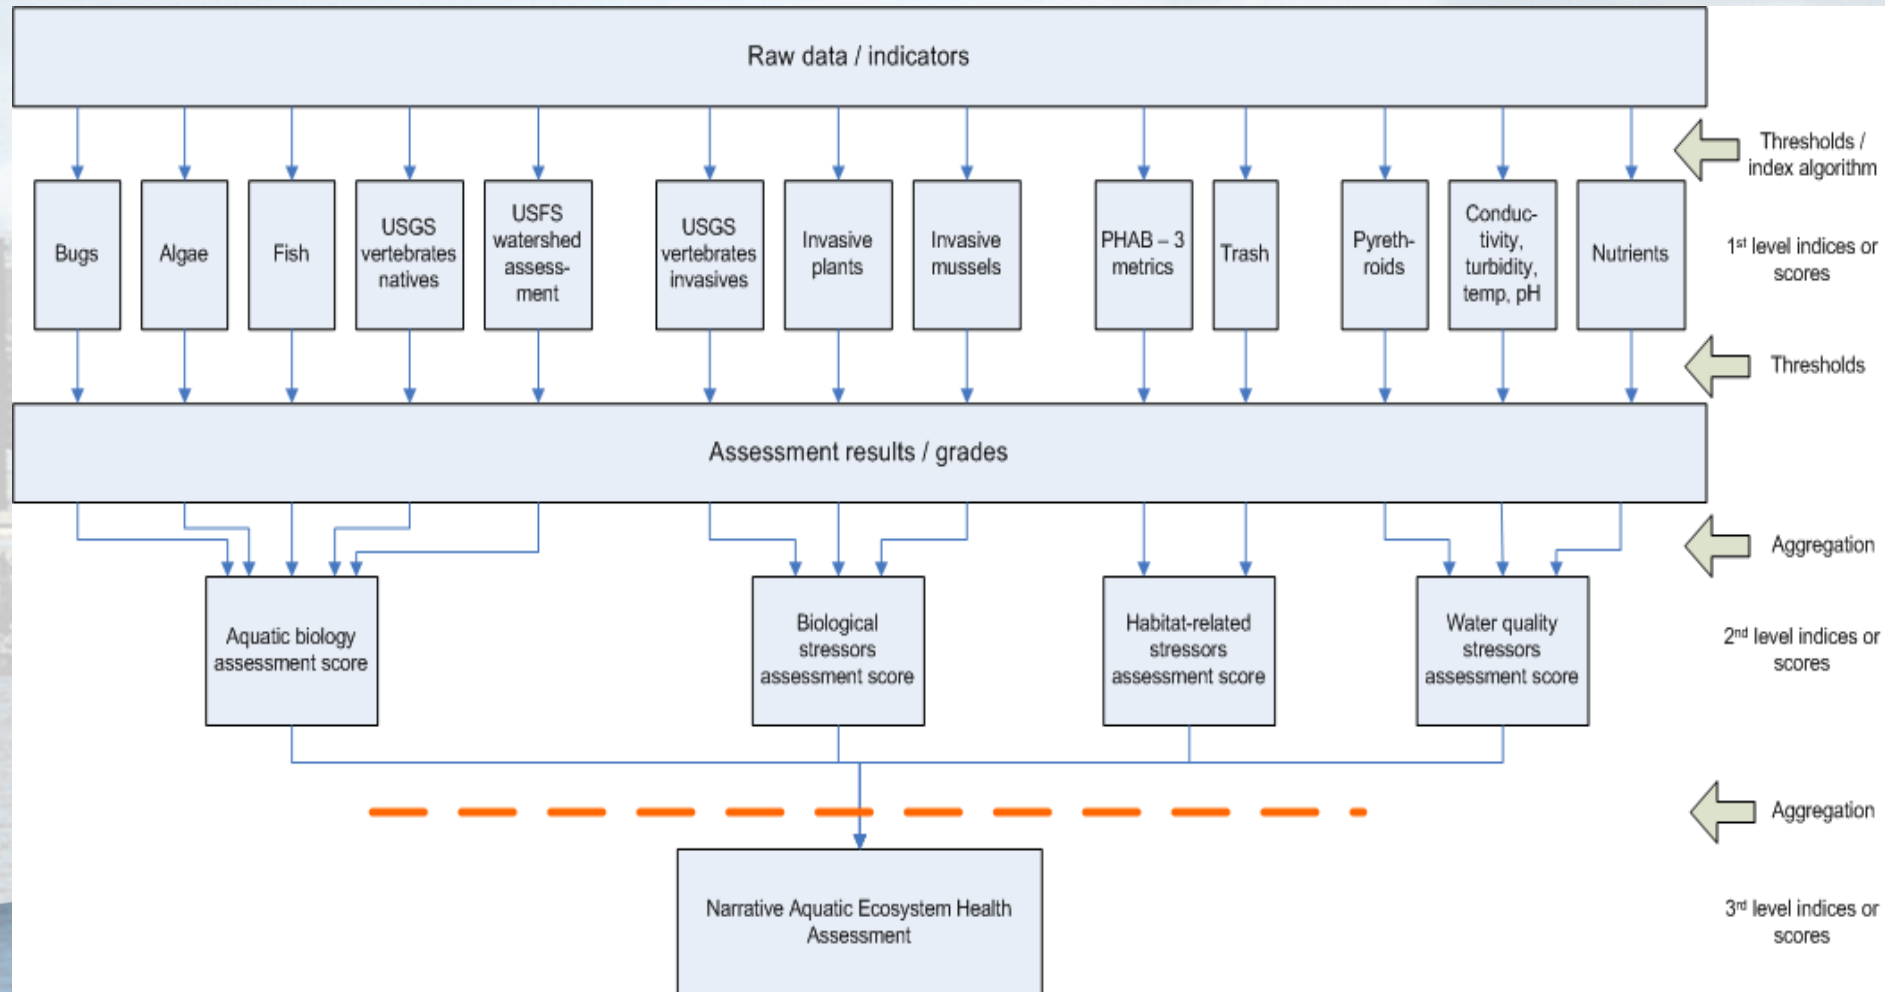 Raw data / indicators
Thresholds /
index algorithm
Bugs
Algae
Fish
USGS
vertebrates
natives
USFS
watershed
assess-
ment
USGS
vertebrates
invasives
Invasive
plants
Invasive
mussels
PHAB – 3
metrics
Trash
Pyreth-
roids
Conduc-
tivity,
turbidity,
temp, pH
Nutrients
1st level indices or
scores
Thresholds
Assessment results / grades
Aggregation
Aquatic biology
assessment score
Biological
stressors
assessment score
Habitat-related
stressors
assessment score
Water quality
stressors
assessment score
2nd level indices or
scores
Aggregation
Narrative Aquatic Ecosystem Health
Assessment
3rd level indices or
scores